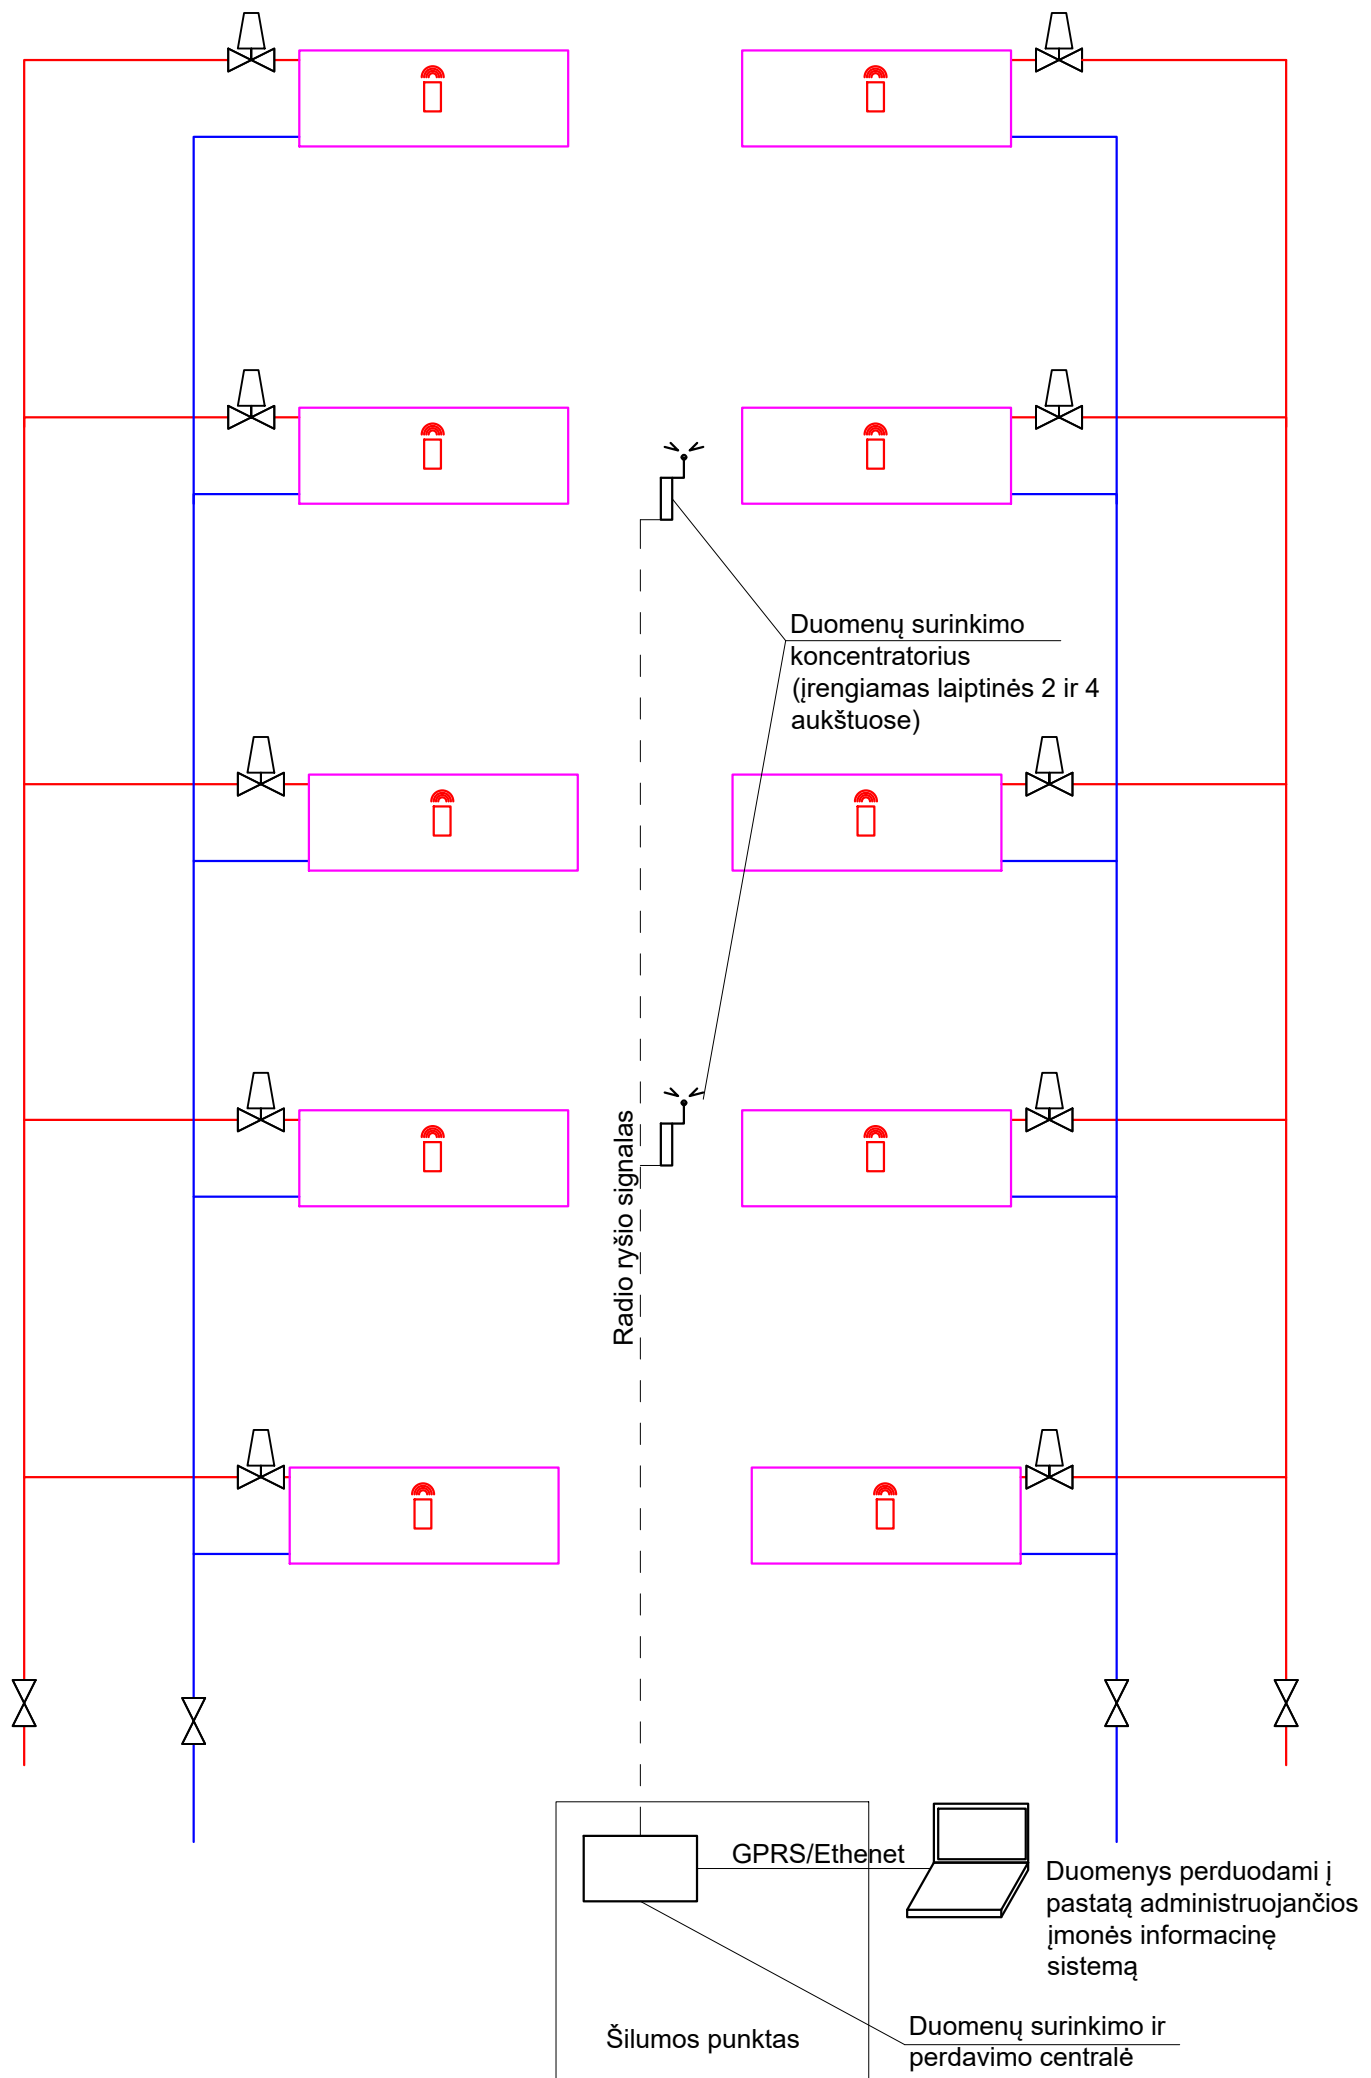 Duomenų surinkimo
koncentratorius
(įrengiamas laiptinės 2 ir 4
aukštuose)
Radio ryšio signalas
GPRS/Ethenet
Duomenys perduodami į
pastatą administruojančios
įmonės informacinę
sistemą
Šilumos punktas
Duomenų surinkimo ir
perdavimo centralė